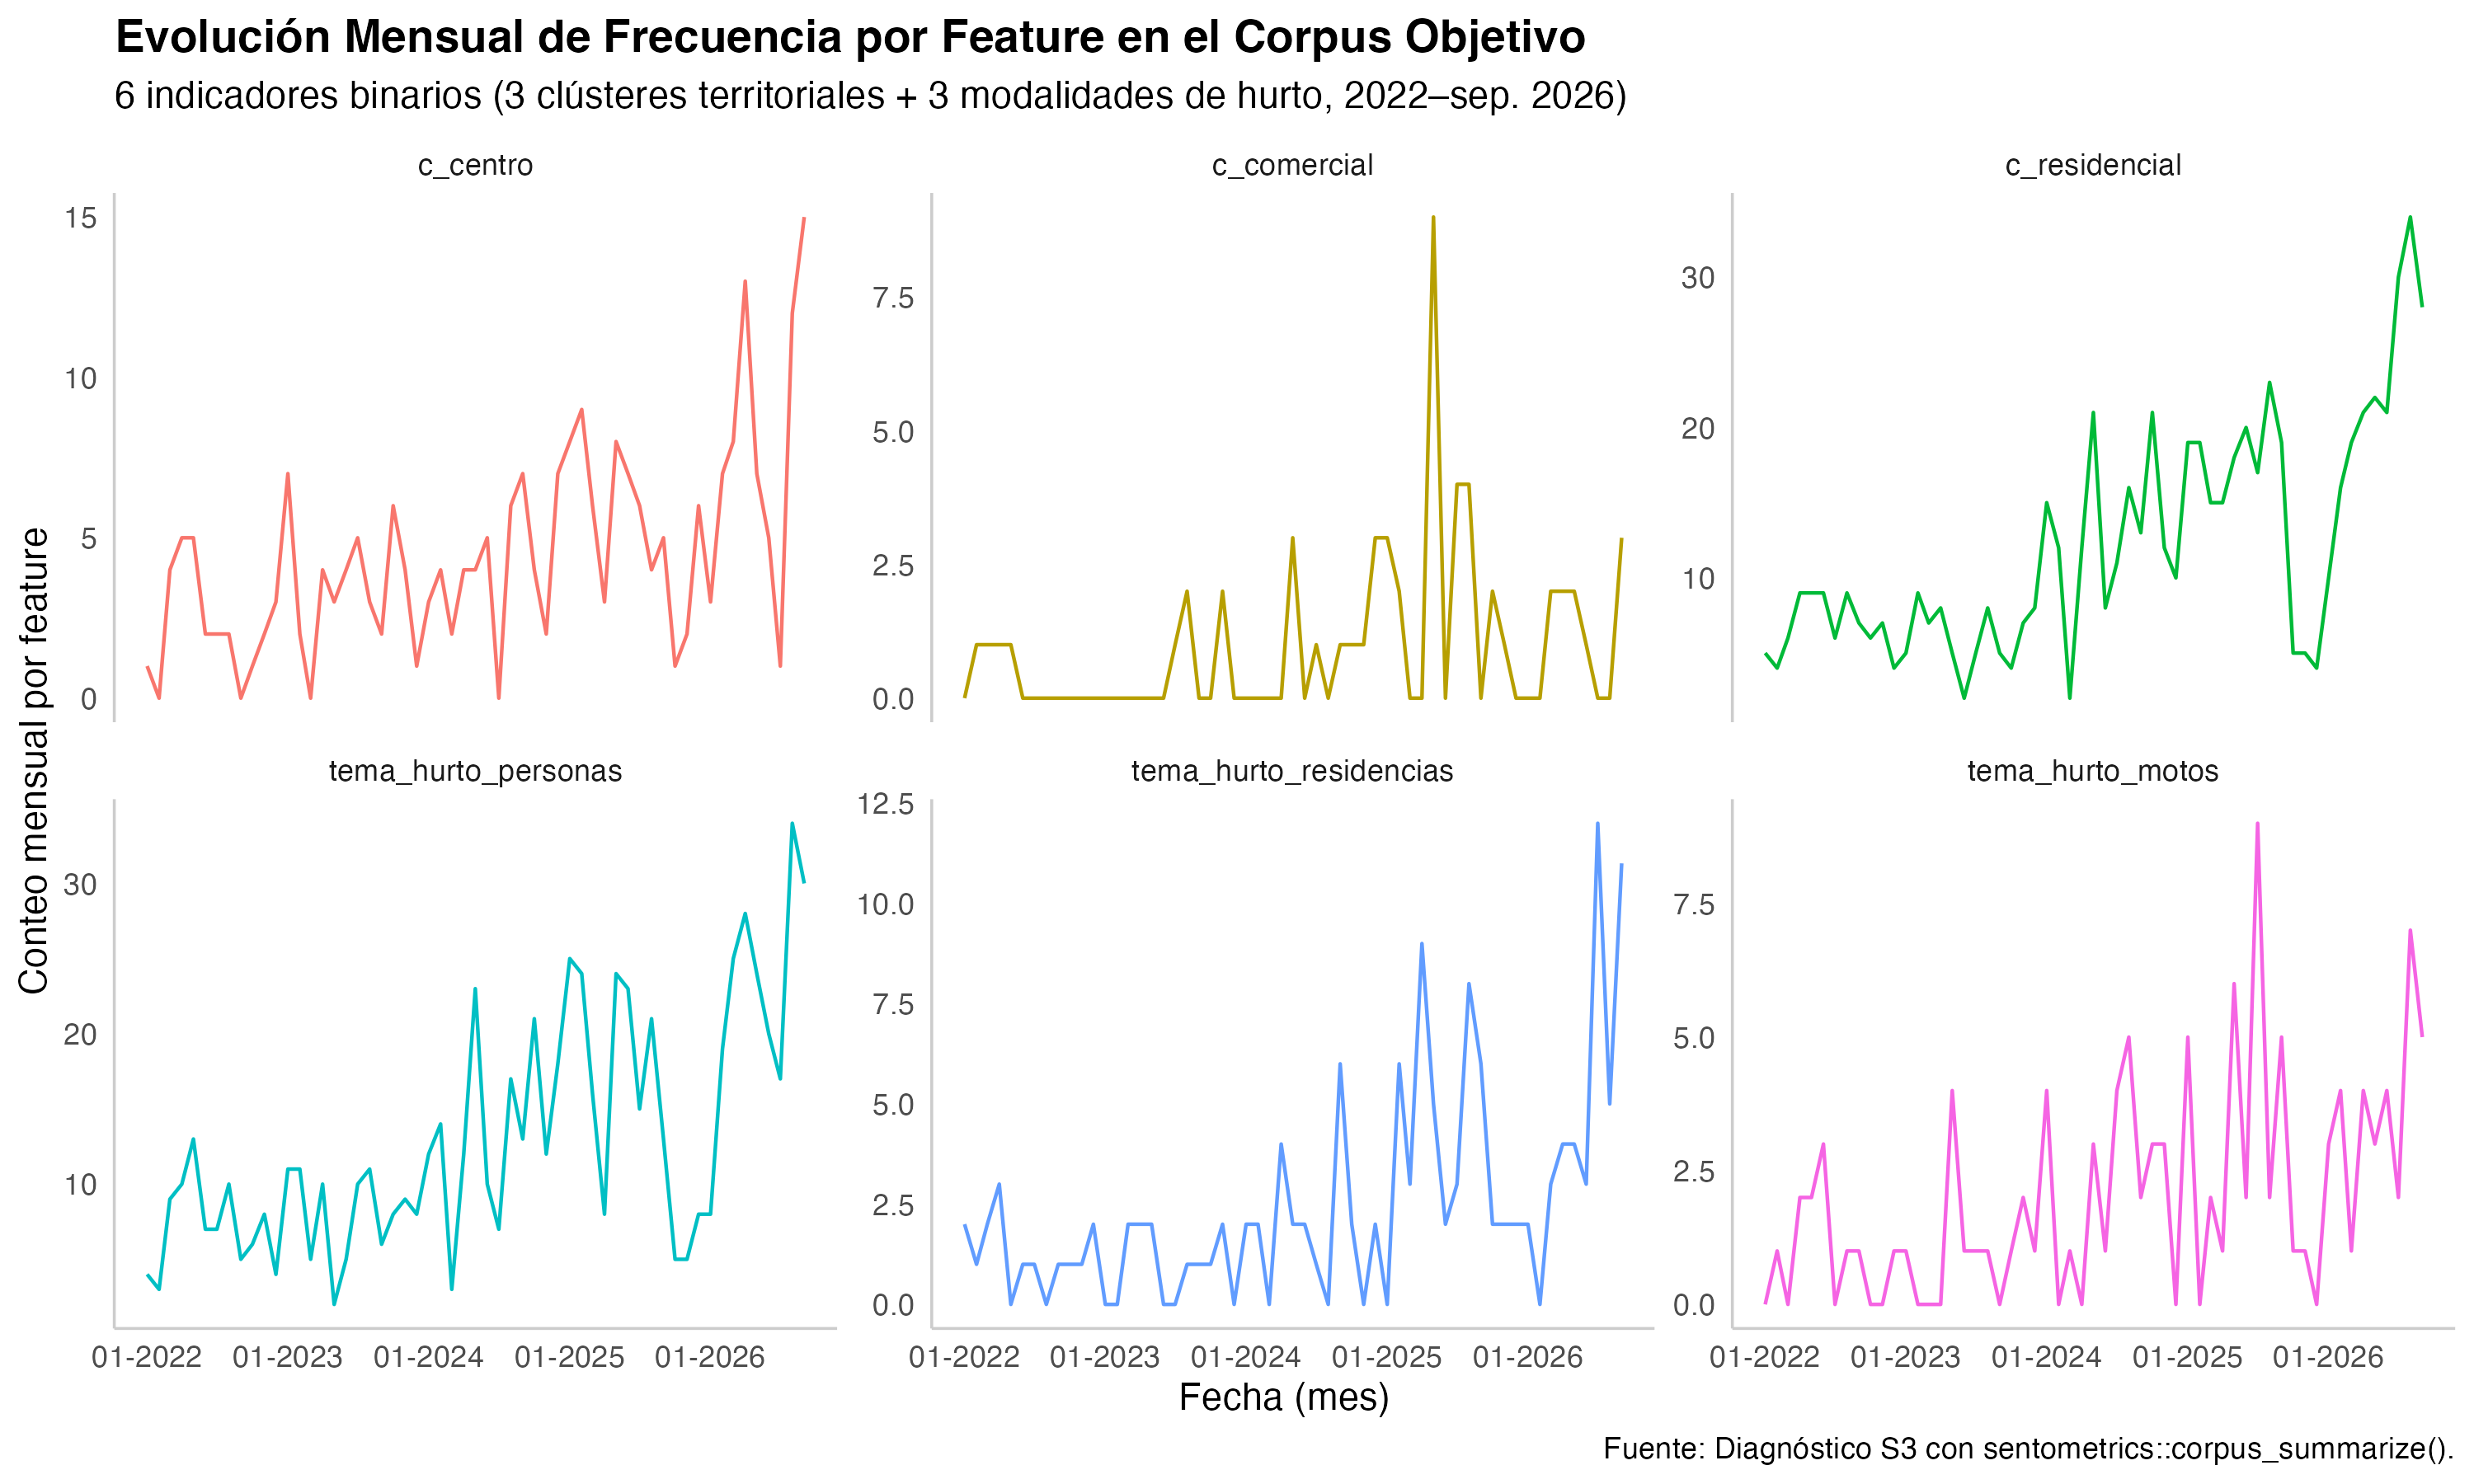 Evolución Mensual de Frecuencia por Feature en el Corpus Objetivo
6 indicadores binarios (3 clústeres territoriales + 3 modalidades de hurto, 2022–sep. 2026)
Conteo mensual por feature
c_centro
15
10
5
0
c_comercial
7.5
5.0
2.5
0.0
c_residencial
30
20
10
tema_hurto_personas
30
20
10
01-2022 01-2023 01-2024 01-2025 01-2026
tema_hurto_residencias
12.5
10.0
7.5
5.0
2.5
0.0
01-2022 01-2023 01-2024 01-2025 01-2026
tema_hurto_motos
7.5
5.0
2.5
0.0
01-2022 01-2023 01-2024 01-2025 01-2026
Fecha (mes)
Fuente: Diagnóstico S3 con sentometrics::corpus_summarize().